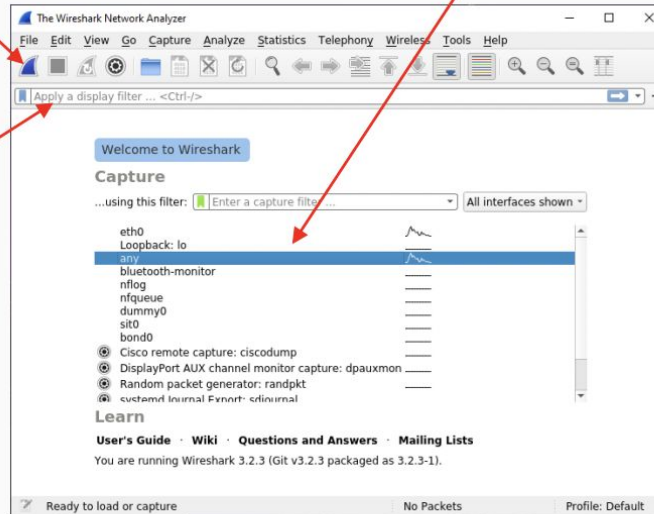 The Wireshark Network Analyzer
File Edit View Go Capture Analyze Statistics Telephony Wireless Tools Help
Apply a display filter ... <Ctrl-/>
Welcome to Wireshark
Capture
...using this filter: Enter a capture filter ... All interfaces shown
eth0
Loopback: lo
any
bluetooth-monitor
nflog
nfqueue
dummy0
sit0
bond0
Cisco remote capture: ciscodump
DisplayPort AUX channel monitor capture: dpauxmon
Random packet generator: randpkt
systemd Journal Export: sdjournal
Learn
User's Guide · Wiki · Questions and Answers · Mailing Lists
You are running Wireshark 3.2.3 (Git v3.2.3 packaged as 3.2.3-1).
Ready to load or capture No Packets Profile: Default